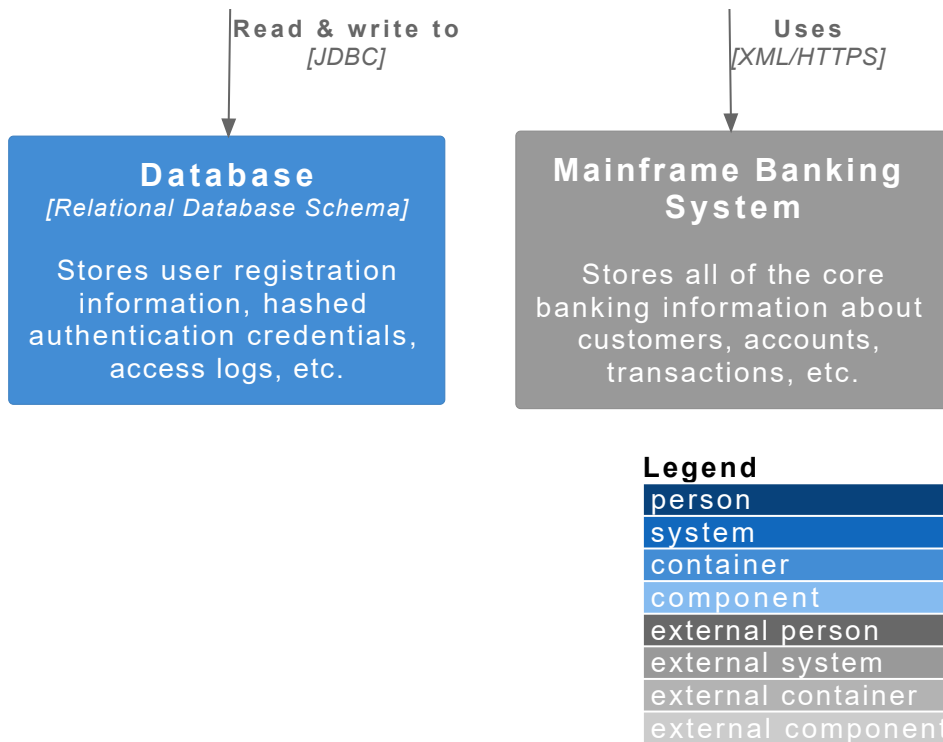 Read & write to
[JDBC]
Uses
[XML/HTTPS]
Database
[Relational Database Schema]
Stores user registration
information, hashed
authentication credentials,
access logs, etc.
Mainframe Banking
System
Stores all of the core
banking information about
customers, accounts,
transactions, etc.
Legend
person
system
container
component
external person
external system
external container
external component